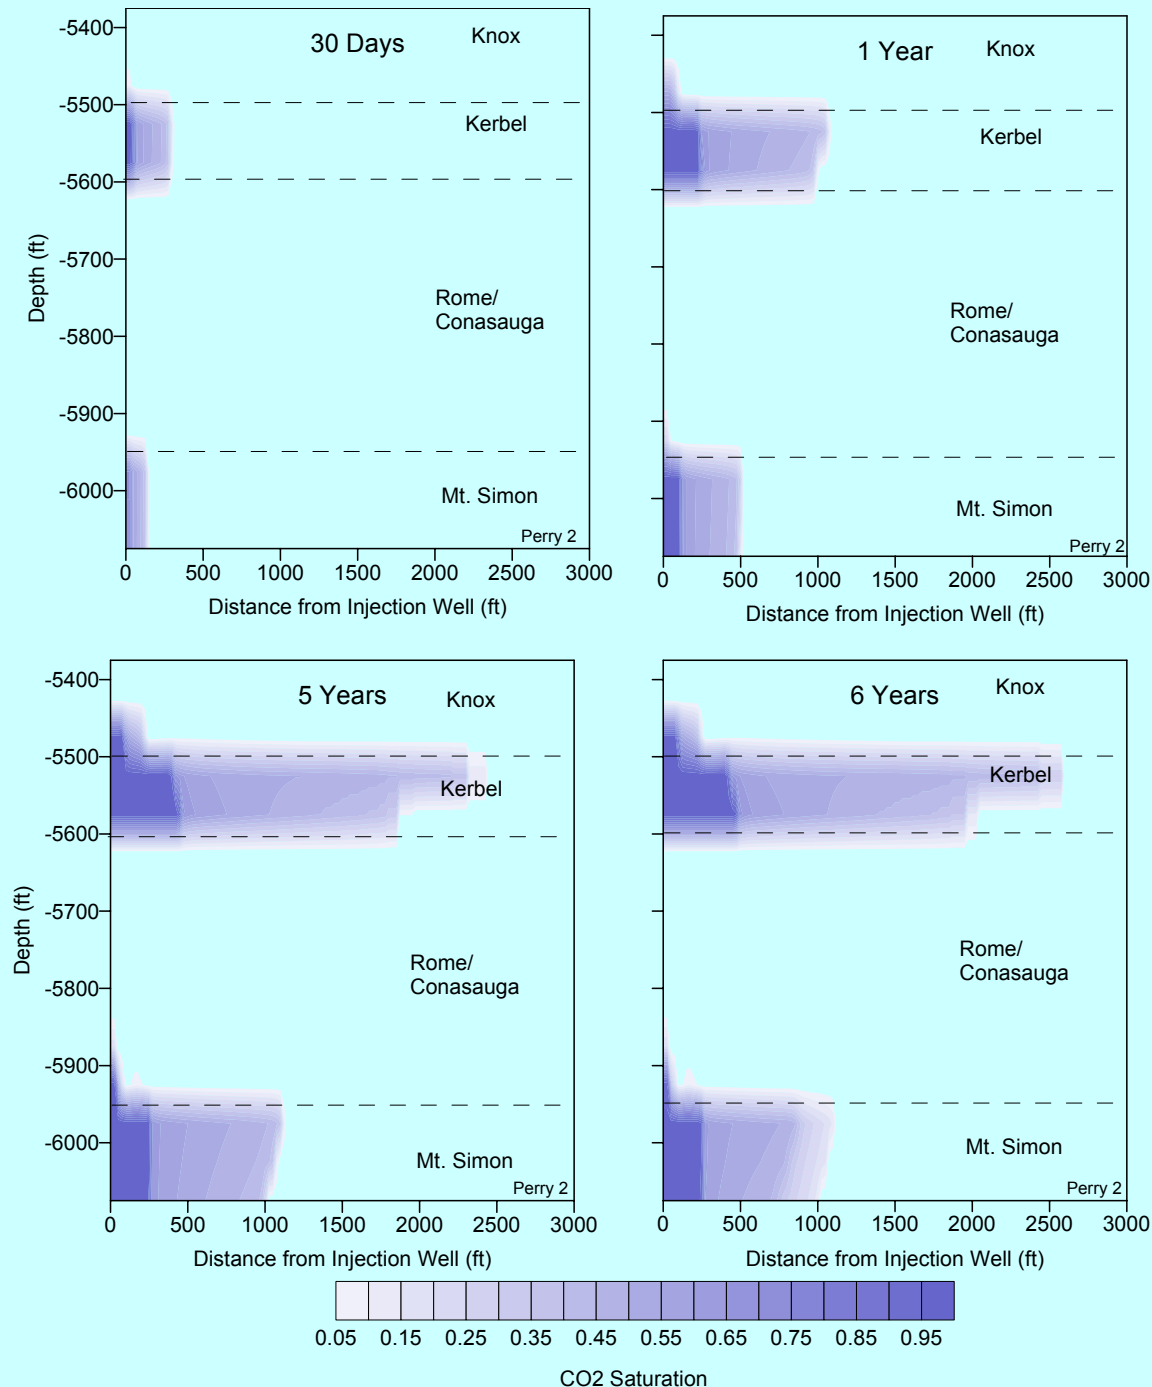 30 Days
Knox
Kerbel
Rome/
Conasauga
Mt. Simon
Perry 2
Depth (ft)
-5400
-5500
-5600
-5700
-5800
-5900
-6000
0 500 1000 1500 2000 2500 3000
Distance from Injection Well (ft)
1 Year
Knox
Kerbel
Rome/
Conasauga
Mt. Simon
Perry 2
0 500 1000 1500 2000 2500 3000
Distance from Injection Well (ft)
5 Years
Knox
Kerbel
Rome/
Conasauga
Mt. Simon
Perry 2
Depth (ft)
-5400
-5500
-5600
-5700
-5800
-5900
-6000
0 500 1000 1500 2000 2500 3000
Distance from Injection Well (ft)
6 Years
Knox
Kerbel
Rome/
Conasauga
Mt. Simon
Perry 2
0 500 1000 1500 2000 2500 3000
Distance from Injection Well (ft)
0.05 0.15 0.25 0.35 0.45 0.55 0.65 0.75 0.85 0.95
CO2 Saturation